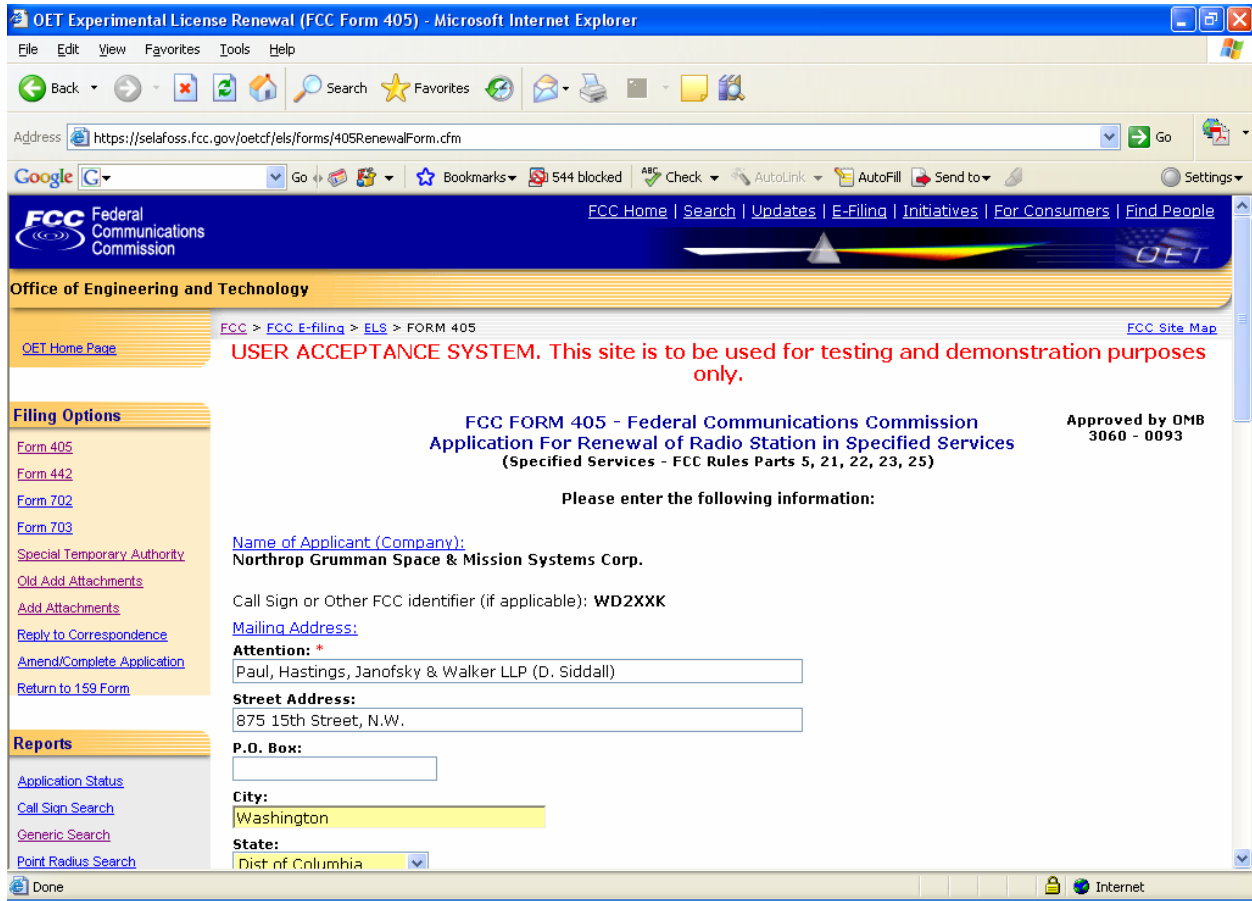 OET Experimental License Renewal (FCC Form 405) - Microsoft Internet Explorer
File Edit View Favorites Tools Help
Back Search Favorites
Address https://selafoss.fcc.gov/oetcf/els/forms/405RenewalForm.cfm Go
Google G Go Bookmarks 544 blocked ABC Check AutoLink AutoFill Send to Settings
FCC Federal Communications Commission
FCC Home | Search | Updates | E-Filing | Initiatives | For Consumers | Find People
OET
Office of Engineering and Technology
FCC > FCC E-filing > ELS > FORM 405 FCC Site Map
OET Home Page
USER ACCEPTANCE SYSTEM. This site is to be used for testing and demonstration purposes
only.
Filing Options
Form 405
Form 442
Form 702
Form 703
Special Temporary Authority
Old Add Attachments
Add Attachments
Reply to Correspondence
Amend/Complete Application
Return to 159 Form
Reports
Application Status
Call Sign Search
Generic Search
Point Radius Search
FCC FORM 405 - Federal Communications Commission
Application For Renewal of Radio Station in Specified Services
(Specified Services - FCC Rules Parts 5, 21, 22, 23, 25)
Approved by OMB
3060 - 0093
Please enter the following information:
Name of Applicant (Company):
Northrop Grumman Space & Mission Systems Corp.
Call Sign or Other FCC identifier (if applicable): WD2XXK
Mailing Address:
Attention: *
Paul, Hastings, Janofsky & Walker LLP (D. Siddall)
Street Address:
875 15th Street, N.W.
P.O. Box:
City:
Washington
State:
Dist of Columbia
Done Internet